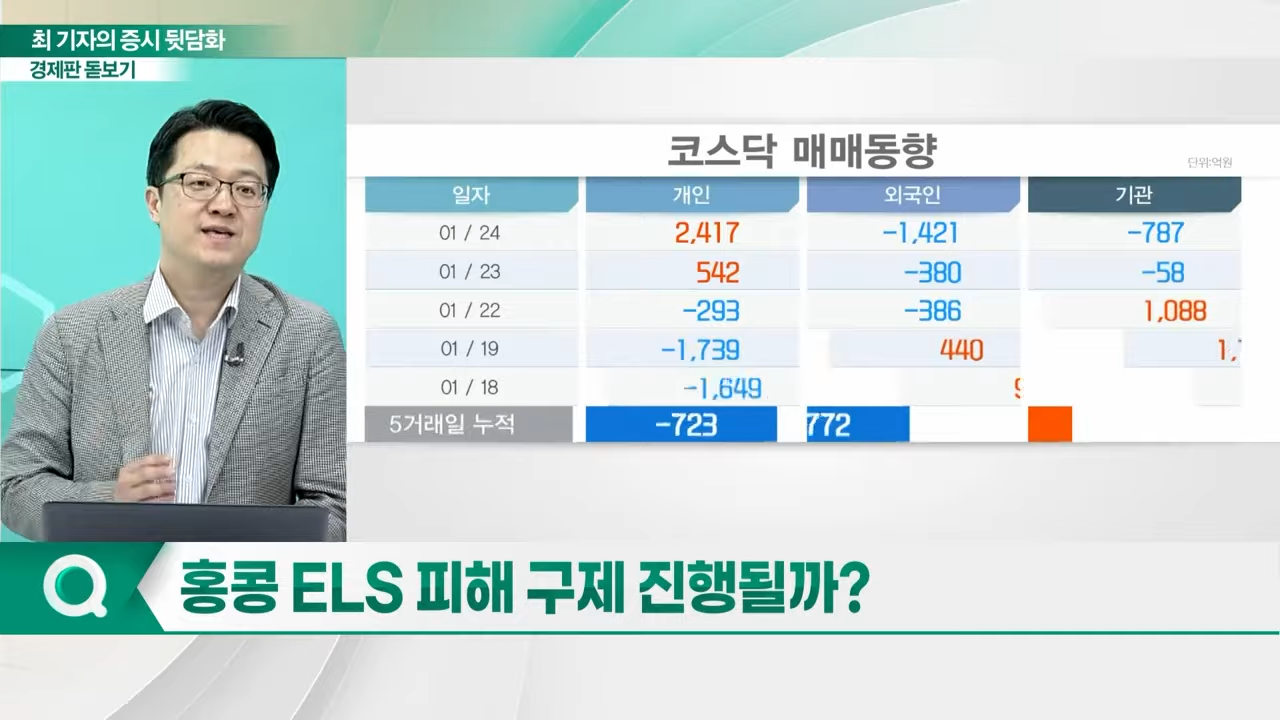 최 기자의 증시 뒷담화
경제판 돋보기
코스닥 매매동향
단위:억원
일자 개인 외국인 기관
01 / 24 2,417 -1,421 -787
01 / 23 542 -380 -58
01 / 22 -293 -386 1,088
01 / 19 -1,739 440
01 / 18 -1,649
5거래일 누적 -723 772
홍콩 ELS 피해 구제 진행될까?